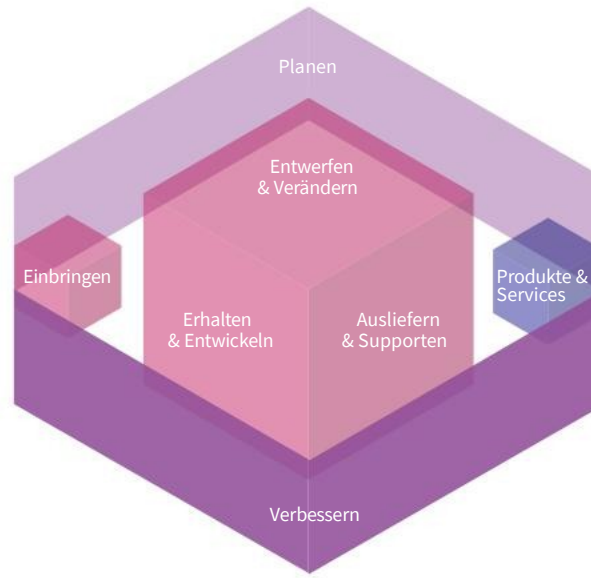 Planen
Entwerfen
& Verändern
Einbringen
Produkte &
Services
Erhalten
& Entwickeln
Ausliefern
& Supporten
Verbessern